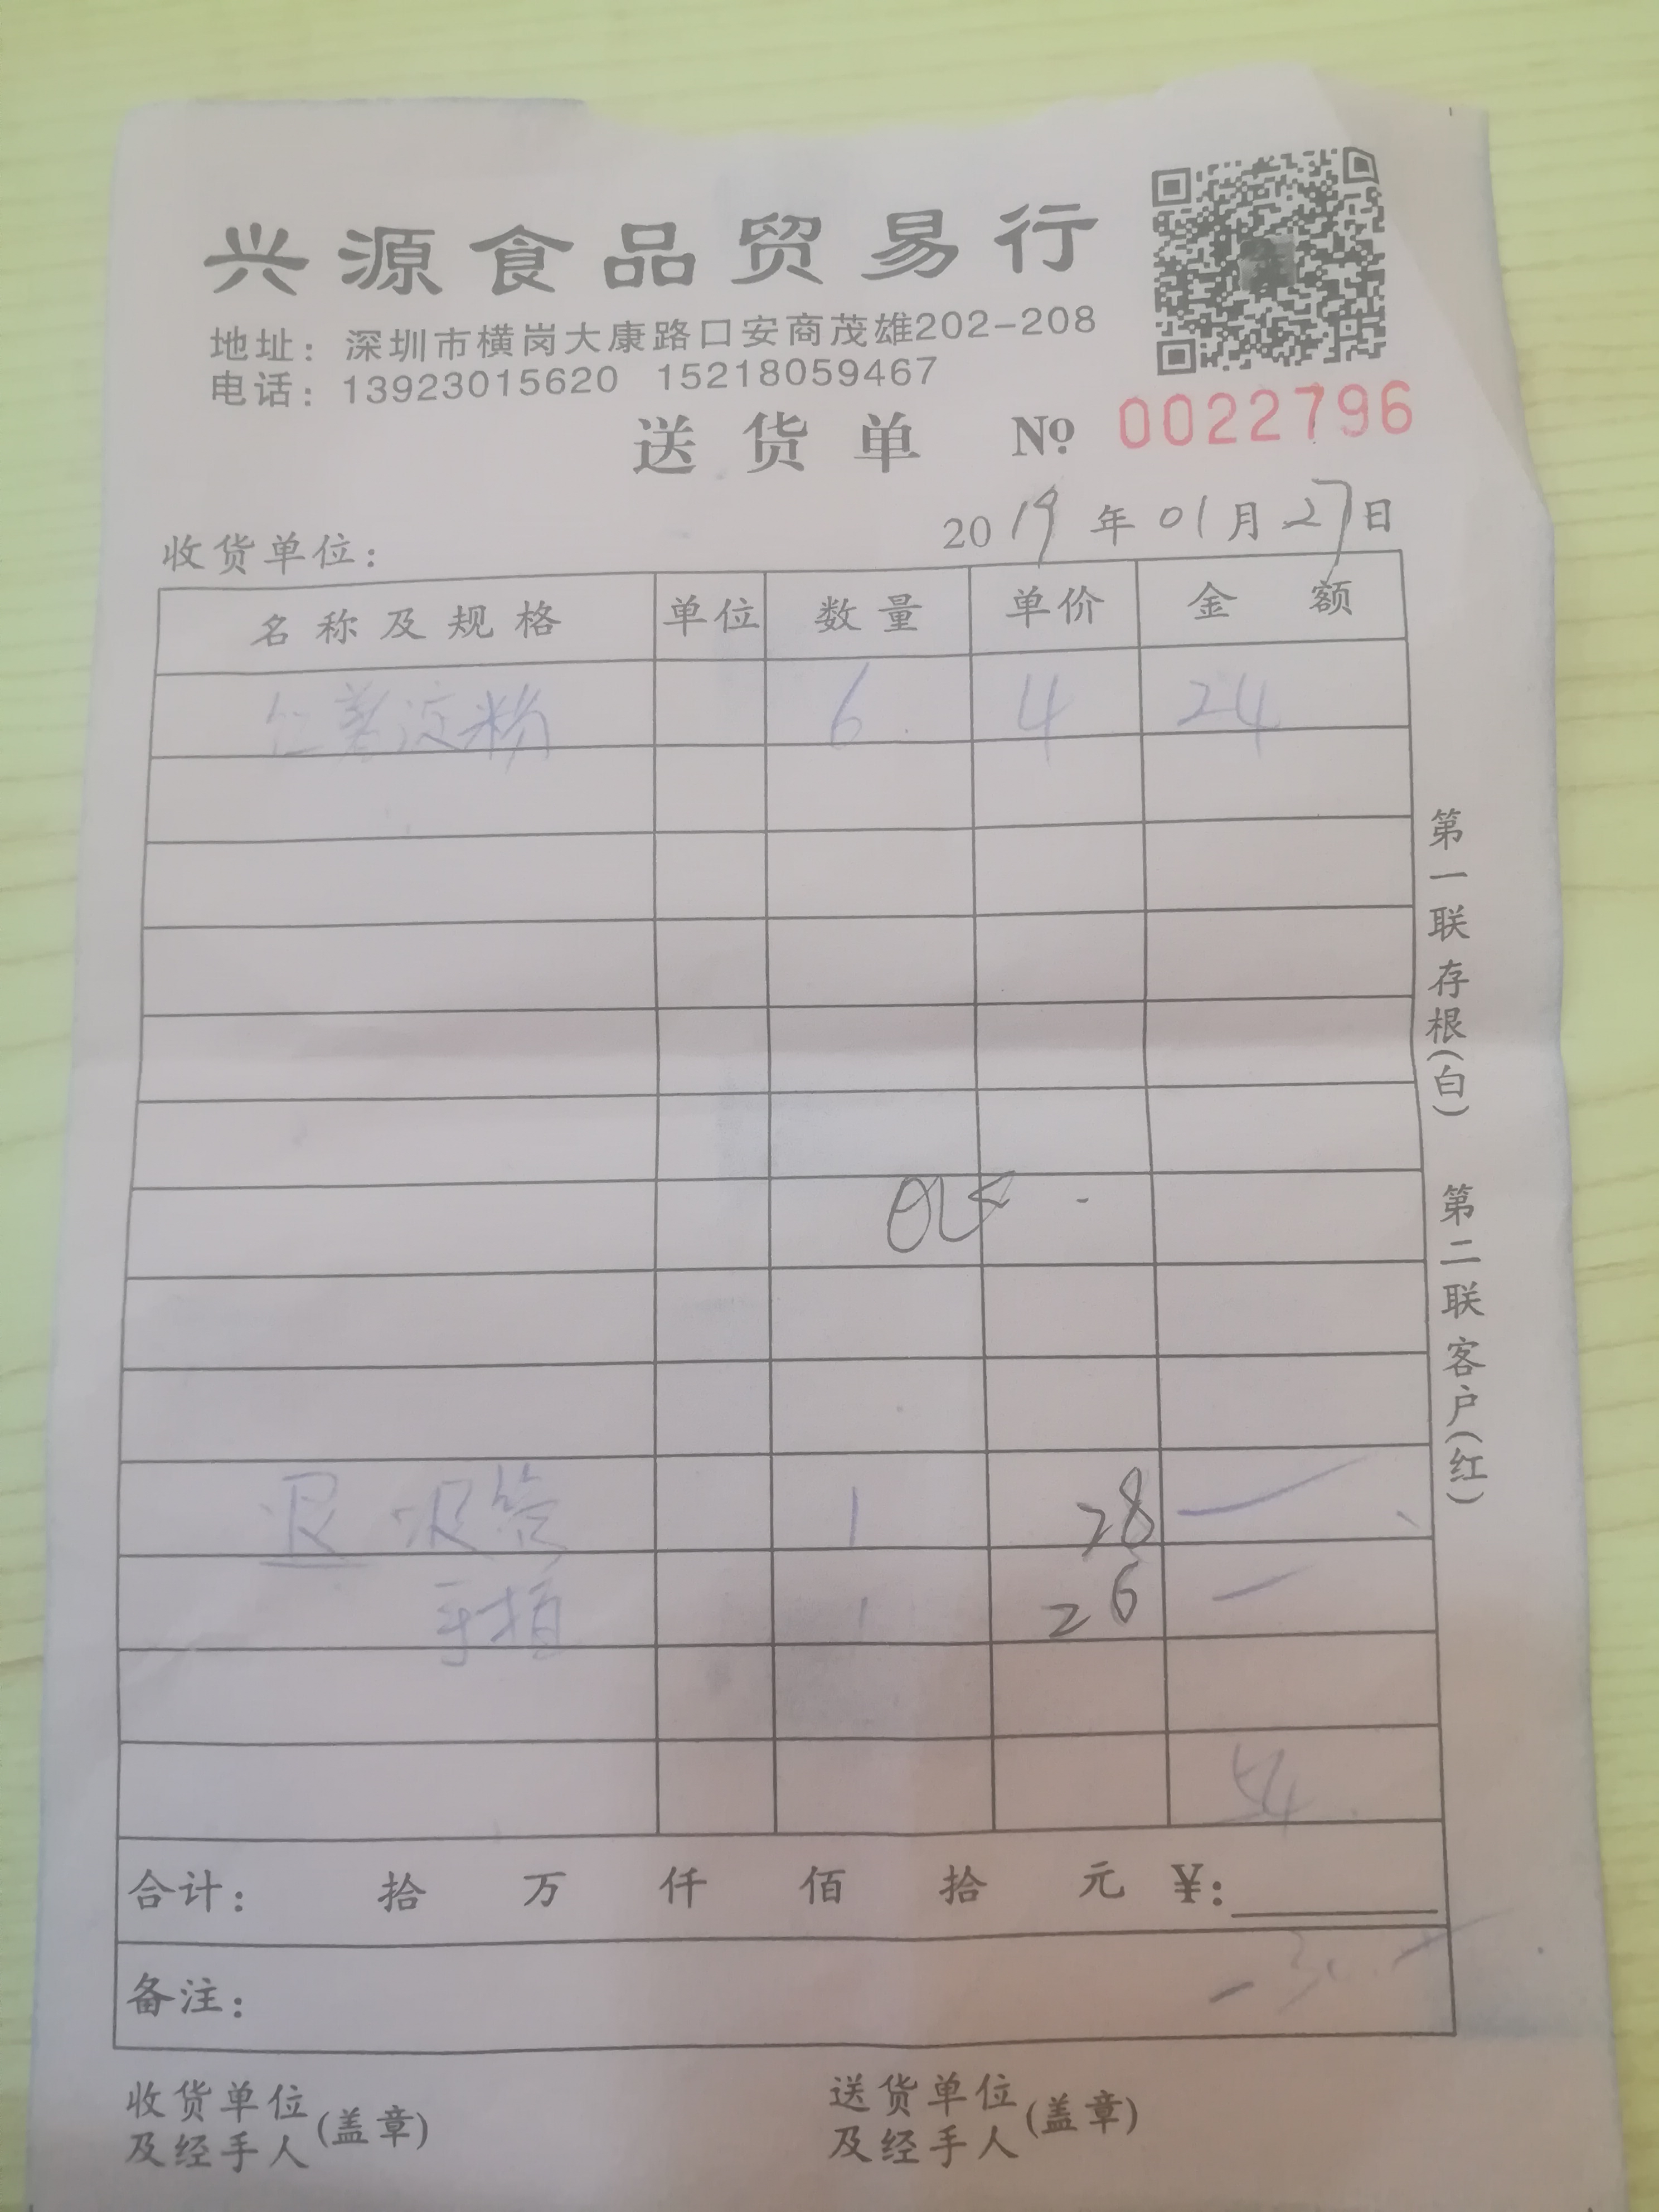 兴源食品贸易行
地址：深圳市横岗大康路口安商茂雄202-208
电话：13923015620 15218059467
送货单 № 0022796
2019年01月27日
收货单位：
名称及规格 单位 数量 单价 金额
红薯淀粉 6 4 24
OK
退 吸管 1 28 —
手扣 1 26 —
54
合计： 拾 万 仟 佰 拾 元 ¥：
备注： -30
收货单位及经手人(盖章)
送货单位及经手人(盖章)
第一联存根(白) 第二联客户(红)